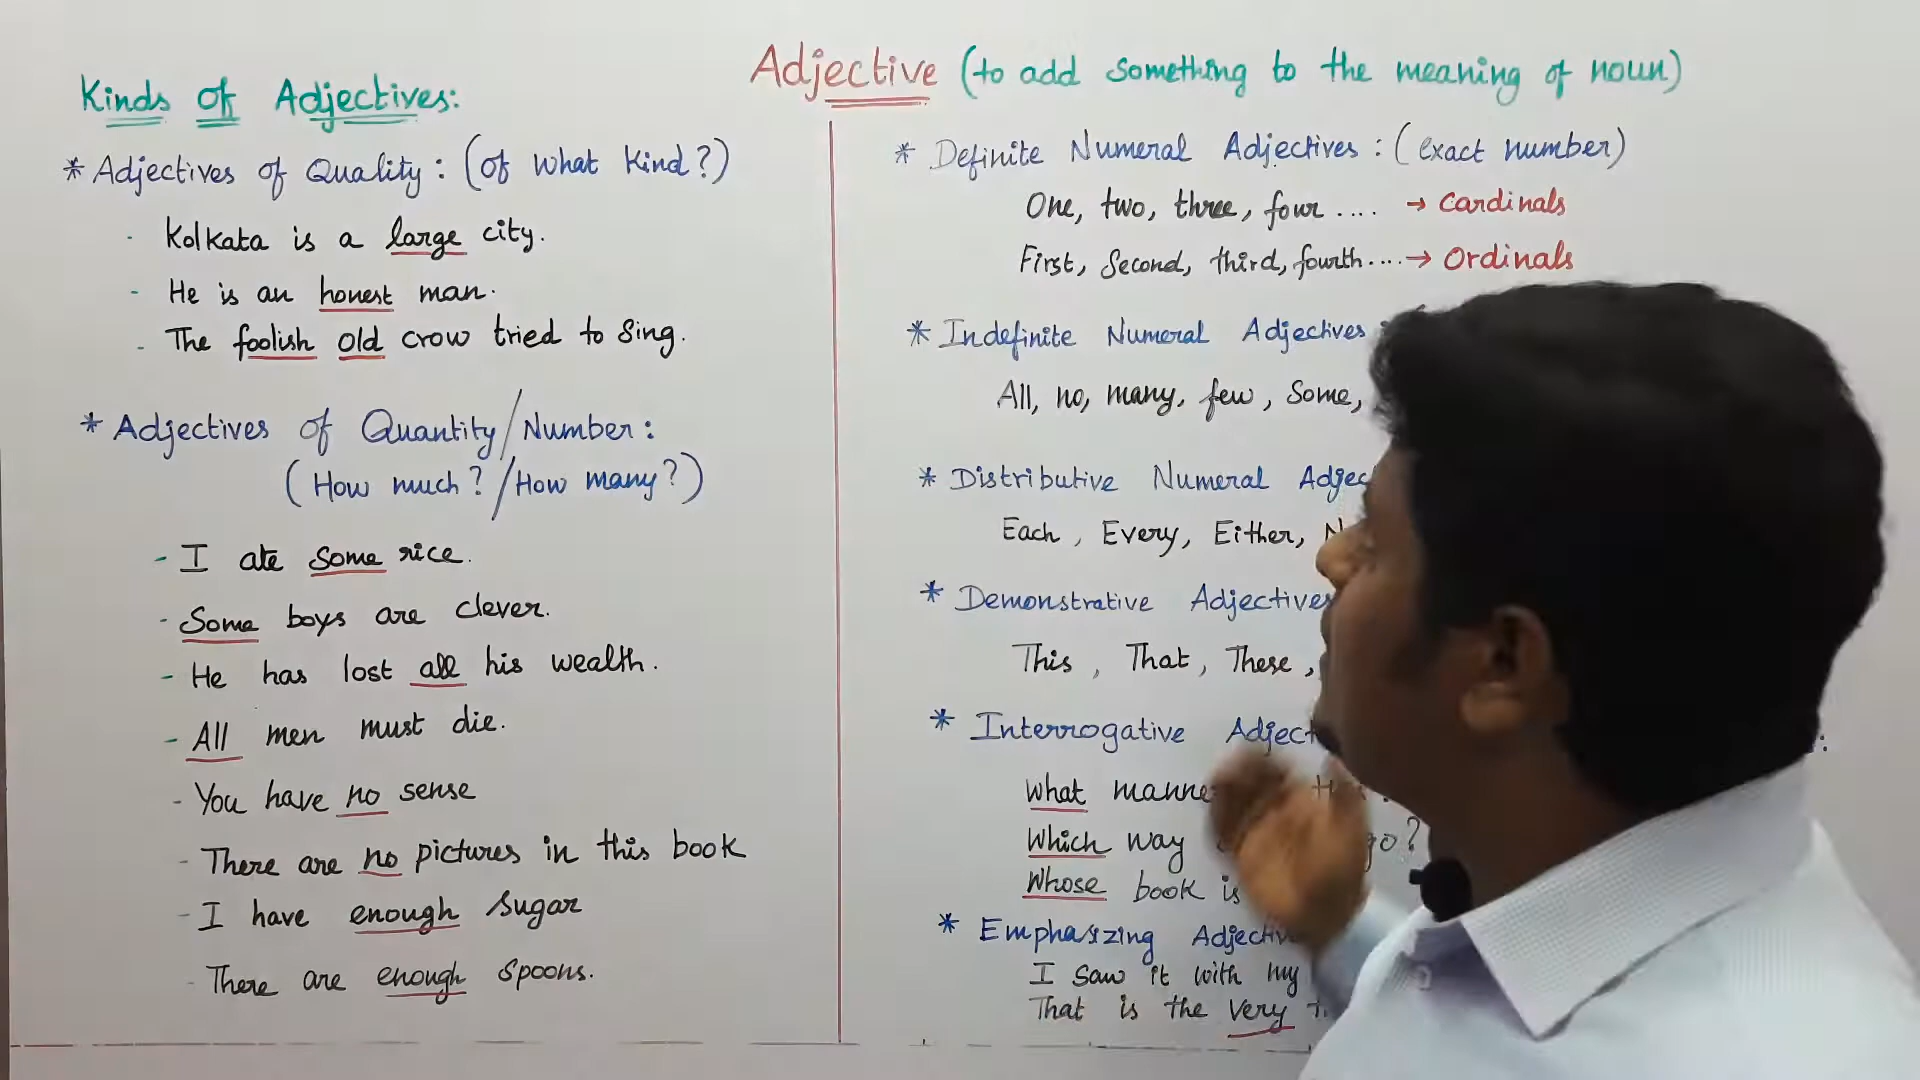 Adjective (to add something to the meaning of noun)
Kinds of Adjectives:
* Adjectives of Quality: (of what kind?)
- Kolkata is a large city.
- He is an honest man.
- The foolish old crow tried to sing.
* Adjectives of Quantity/Number:
(How much?/How many?)
- I ate some rice.
- Some boys are clever.
- He has lost all his wealth.
- All men must die.
- You have no sense
- There are no pictures in this book
- I have enough sugar
- There are enough spoons.
* Definite Numeral Adjectives: (exact number)
One, two, three, four .... → Cardinals
First, Second, third, fourth.... → Ordinals
* Indefinite Numeral Adjectives
All, no, many, few, Some,
* Distributive Numeral
Each, Every, Either,
* Demonstrative Adjectives
This, That, These,
* Interrogative
What
Which way go?
Whose book is
* Emphasizing
I saw it with my
That is the very